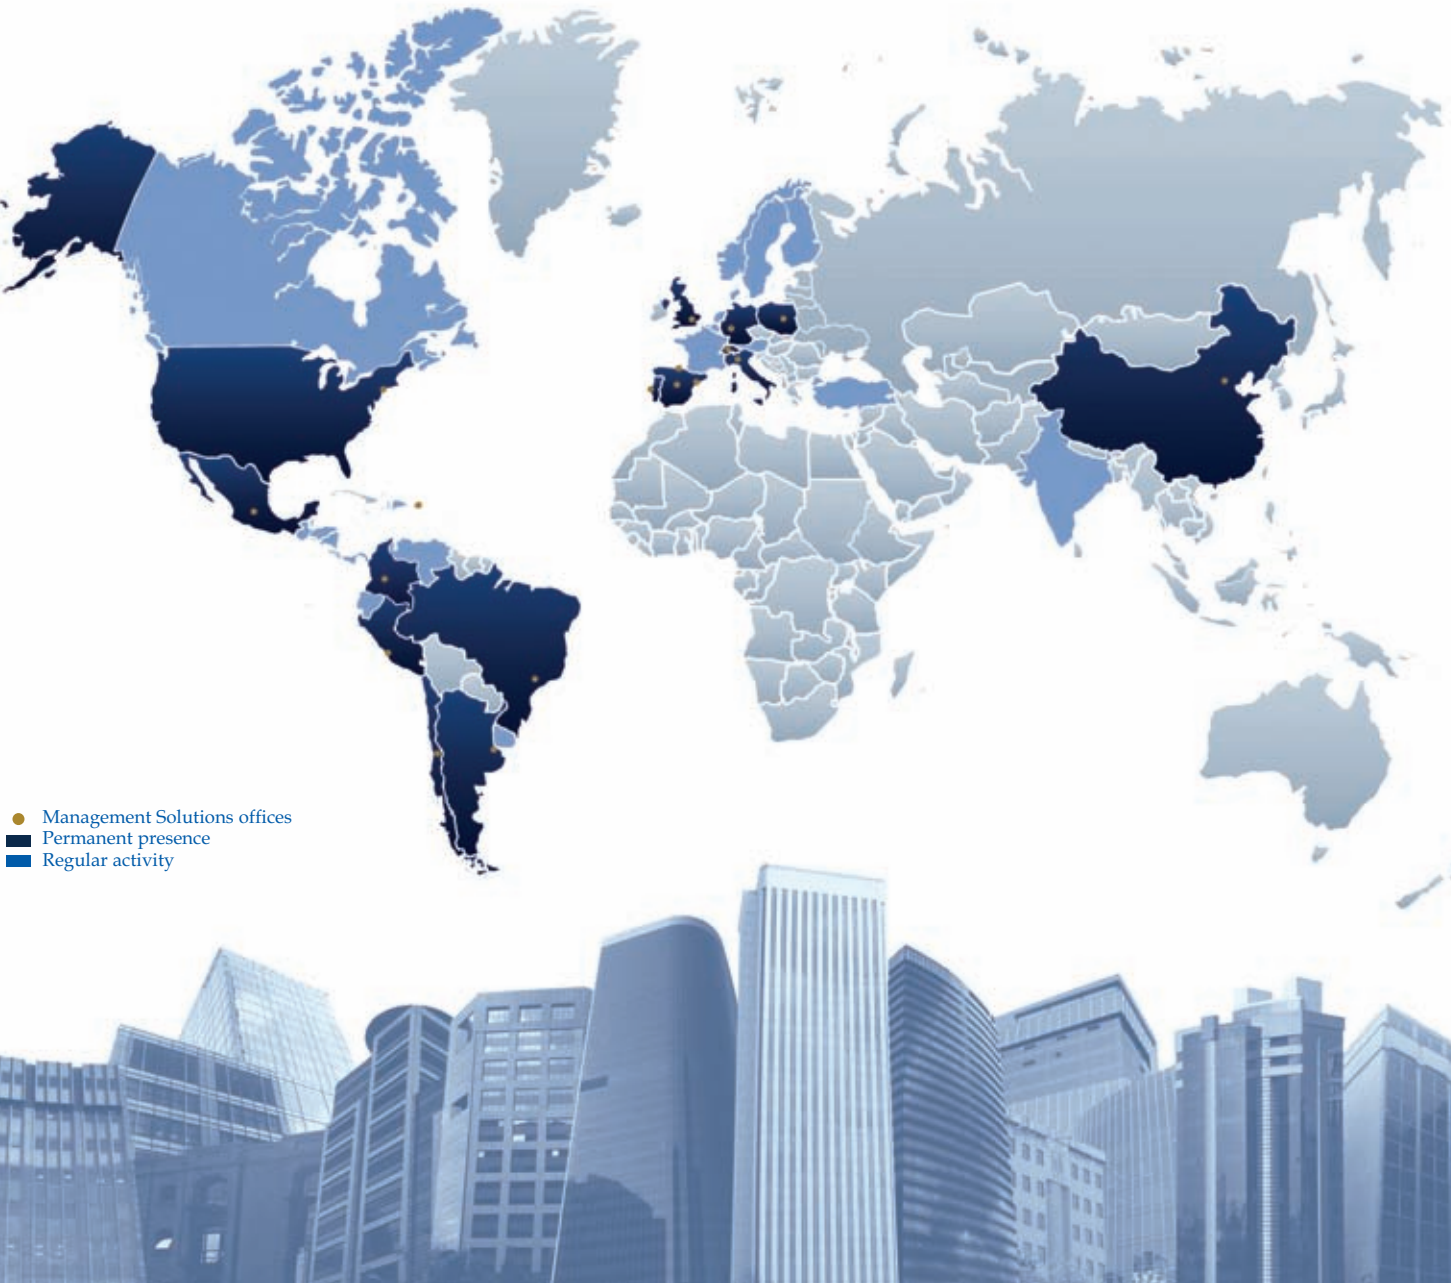 Management Solutions offices
Permanent presence
Regular activity